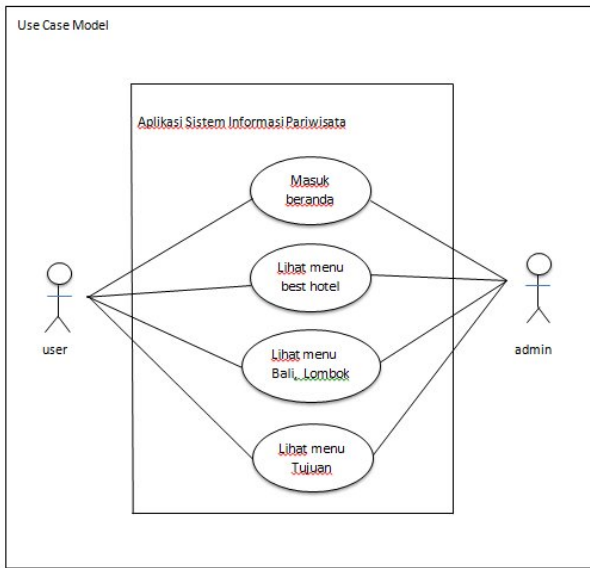 Use Case Model
Aplikasi Sistem Informasi Pariwisata
Masuk
beranda
Lihat menu
best hotel
Lihat menu
Bali, Lombok
Lihat menu
Tujuan
user
admin